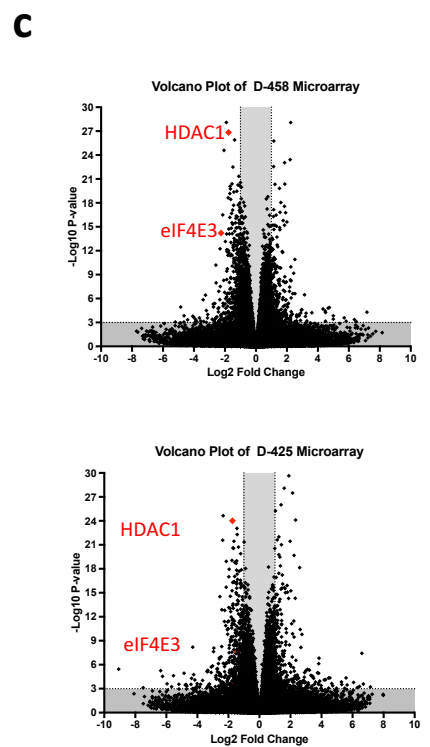 c
Volcano Plot of D-458 Microarray
30
27
24
21
18
15
12
9
6
3
0
-Log10 P-value
HDAC1
eIF4E3
-10 -8 -6 -4 -2 0 2 4 6 8 10
Log2 Fold Change
Volcano Plot of D-425 Microarray
30
27
24
21
18
15
12
9
6
3
0
-Log10 P-value
HDAC1
eIF4E3
-10 -8 -6 -4 -2 0 2 4 6 8 10
Log2 Fold Change